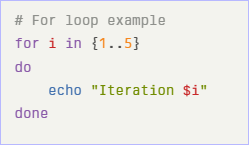 # For loop example
for i in {1..5}
do
    echo "Iteration $i"
done